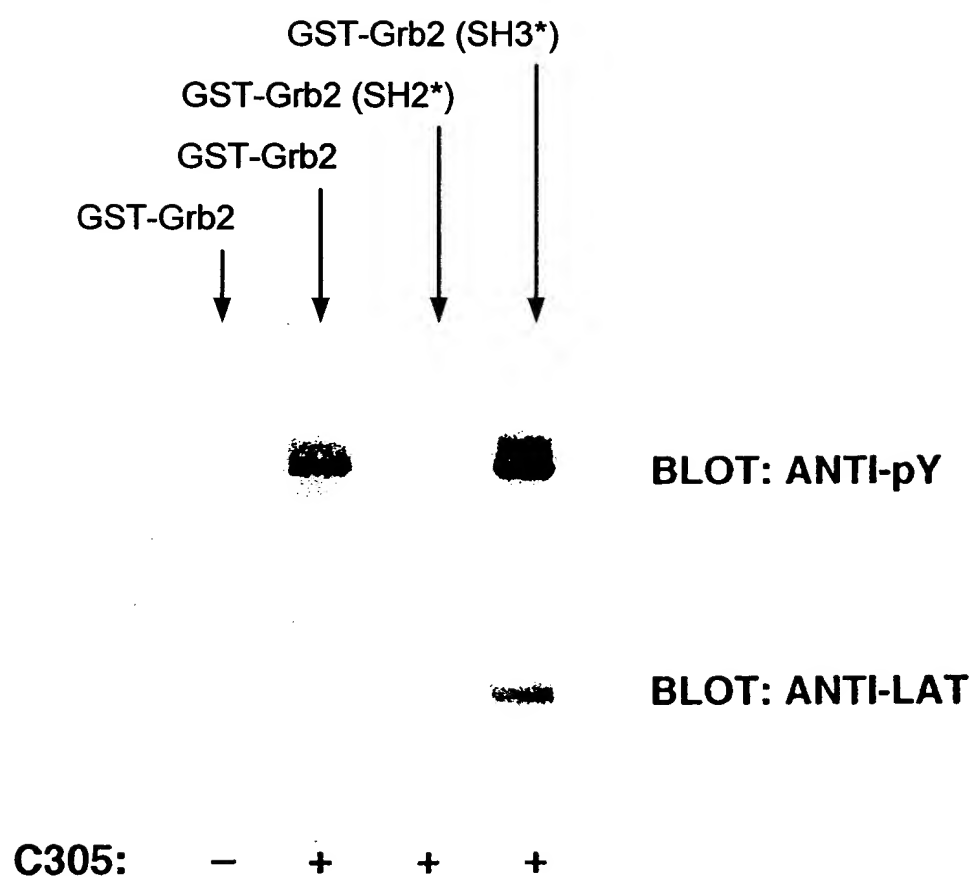 GST-Grb2 (SH3*)
GST-Grb2 (SH2*)
GST-Grb2
GST-Grb2
BLOT: ANTI-pY
BLOT: ANTI-LAT
C305: – + + +